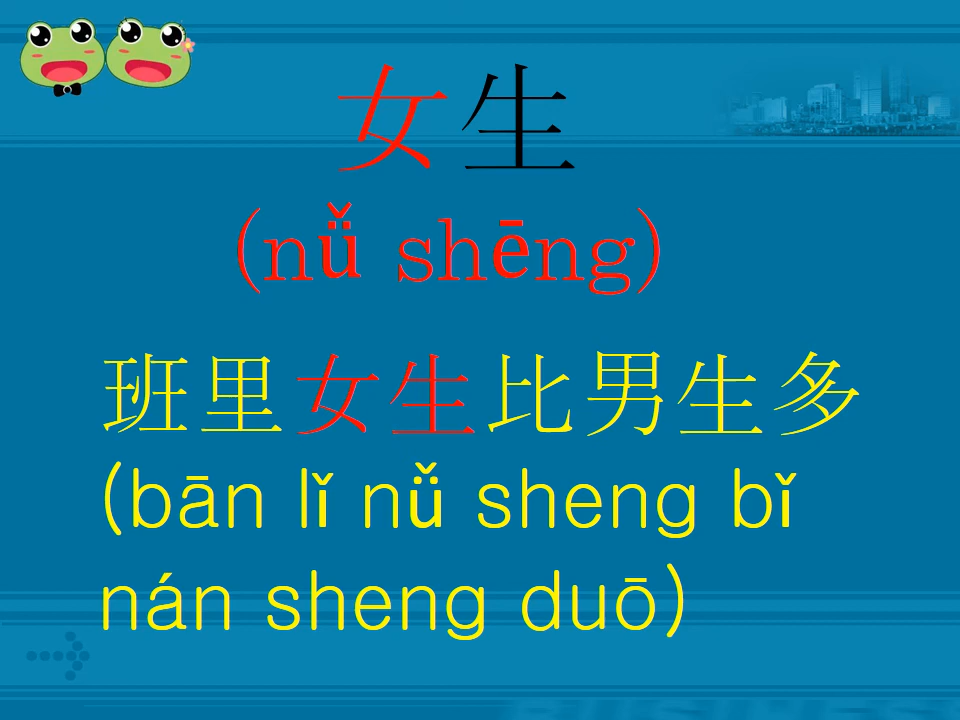 女生
(nǚ shēng)
班里女生比男生多
(bān lǐ nǚ sheng bǐ
nán sheng duō)